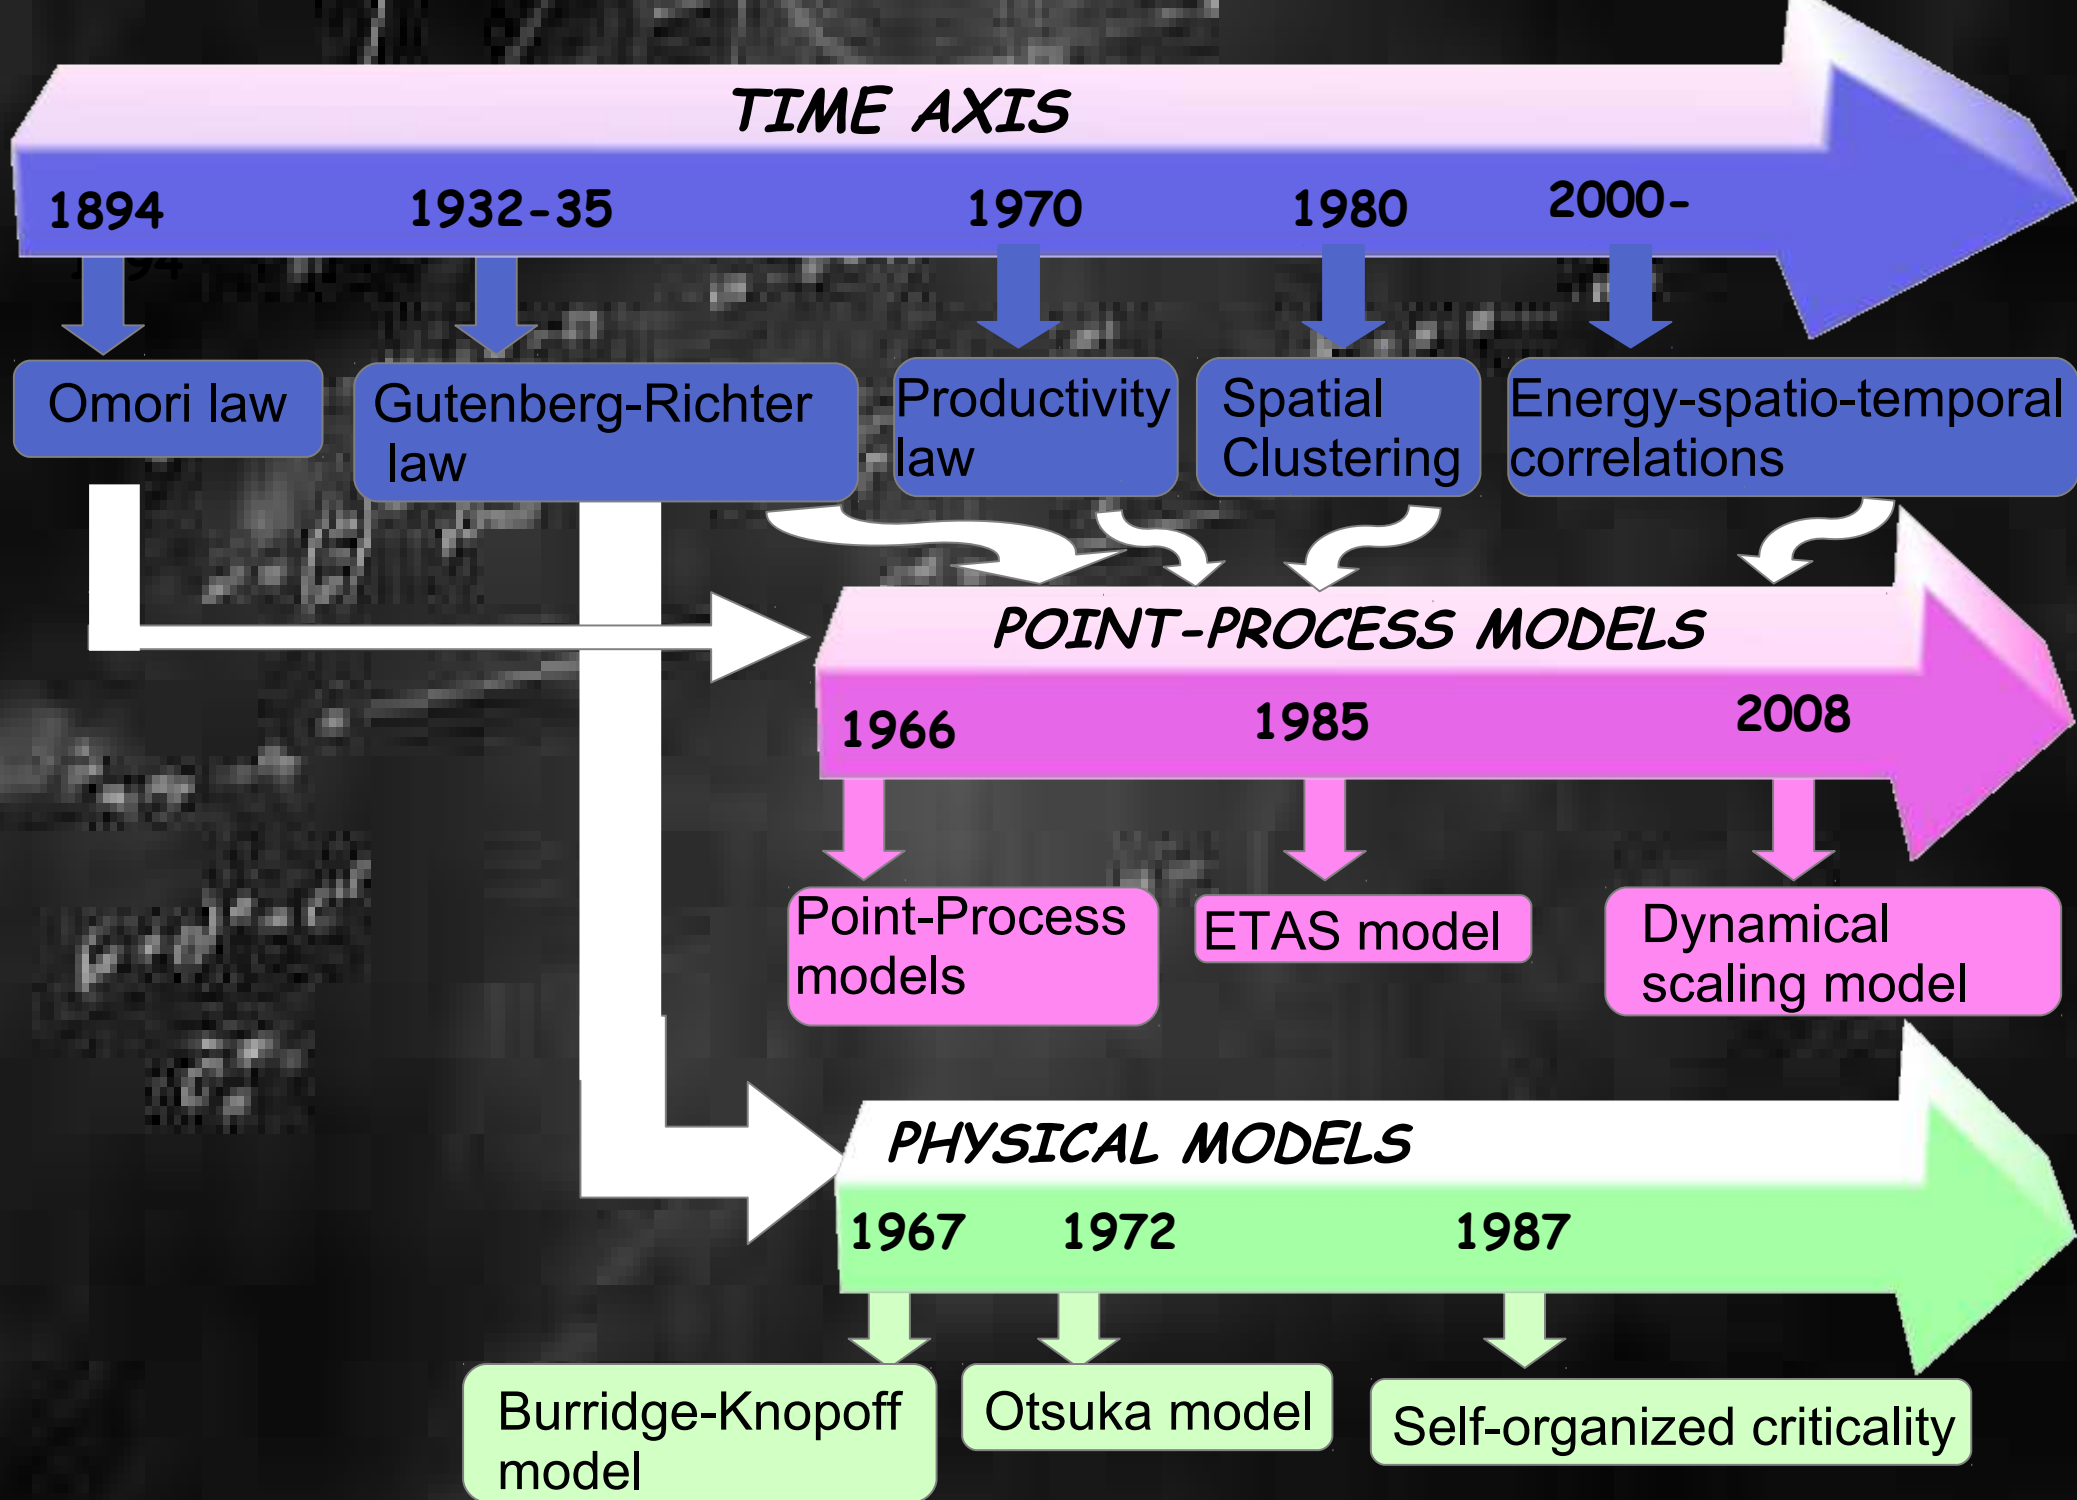 TIME AXIS
1894
1932-35
1970
1980
2000-
Omori law
Gutenberg-Richter
law
Productivity
law
Spatial
Clustering
Energy-spatio-temporal
correlations
POINT-PROCESS MODELS
1966
1985
2008
Point-Process
models
ETAS model
Dynamical
scaling model
PHYSICAL MODELS
1967
1972
1987
Burridge-Knopoff
model
Otsuka model
Self-organized criticality